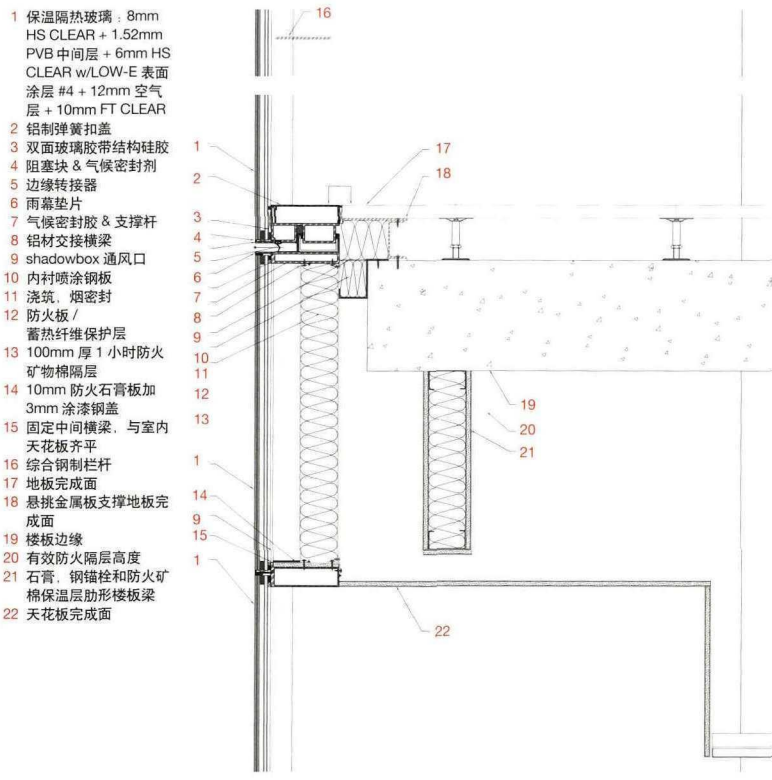 1 保温隔热玻璃：8mm
HS CLEAR + 1.52mm
PVB 中间层 + 6mm HS
CLEAR w/LOW-E 表面
涂层 #4 + 12mm 空气
层 + 10mm FT CLEAR
2 铝制弹簧扣盖
3 双面玻璃胶带结构硅胶
4 阻塞块 & 气候密封剂
5 边缘转接器
6 雨幕垫片
7 气候密封胶 & 支撑杆
8 铝材交接横梁
9 shadowbox 通风口
10 内衬喷涂钢板
11 浇筑、烟密封
12 防火板 /
蓄热纤维保护层
13 100mm 厚 1 小时防火
矿物棉隔层
14 10mm 防火石膏板加
3mm 涂漆钢盖
15 固定中间横梁，与室内
天花板齐平
16 综合钢制栏杆
17 地板完成面
18 悬挑金属板支撑地板完
成面
19 楼板边缘
20 有效防火隔层高度
21 石膏、钢锚栓和防火矿
棉保温层肋形楼板梁
22 天花板完成面
1
2
3
4
5
6
7
8
9
10
11
12
13
1
14
9
15
1
16
17
18
19
20
21
22